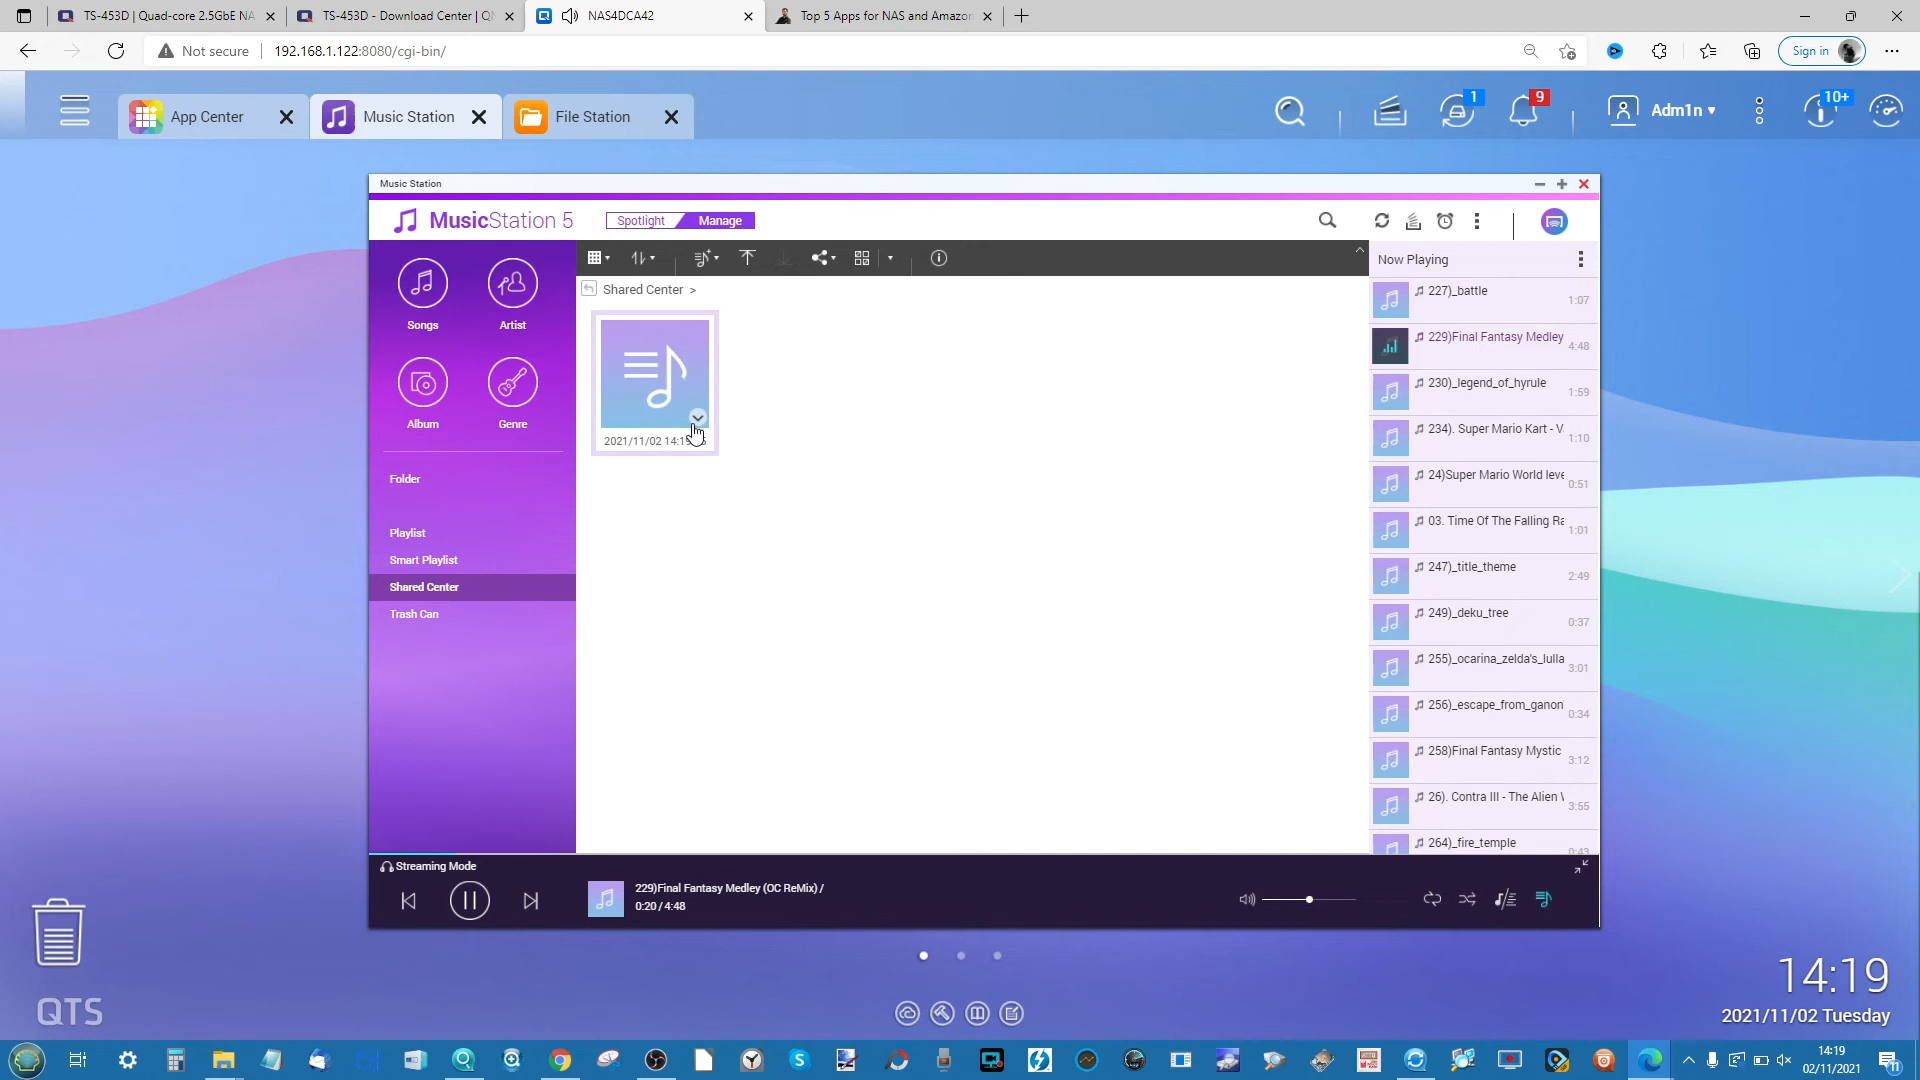 TS-453D | Quad-core 2.5GbE NA
TS-453D - Download Center | Q
NAS4DCA42
Top 5 Apps for NAS and Amazon
Not secure
192.168.1.122:8080/cgi-bin/
Sign in
App Center
Music Station
File Station
1
9
Adm1n
10+
Music Station
MusicStation 5
Spotlight
Manage
Songs
Artist
Album
Genre
Folder
Playlist
Smart Playlist
Shared Center
Trash Can
Shared Center >
2021/11/02 14:1
Now Playing
227)_battle
1:07
229)Final Fantasy Medley
4:48
230)_legend_of_hyrule
1:59
234). Super Mario Kart - V
1:10
24)Super Mario World leve
0:51
03. Time Of The Falling Ra
1:01
247)_title_theme
2:49
249)_deku_tree
0:37
255)_ocarina_zelda's_lulla
3:01
256)_escape_from_ganon
0:34
258)Final Fantasy Mystic
3:12
26). Contra III - The Alien
3:55
264)_fire_temple
0:43
Streaming Mode
229)Final Fantasy Medley (OC ReMix) /
0:20 / 4:48
QTS
14:19
2021/11/02 Tuesday
14:19
02/11/2021
11